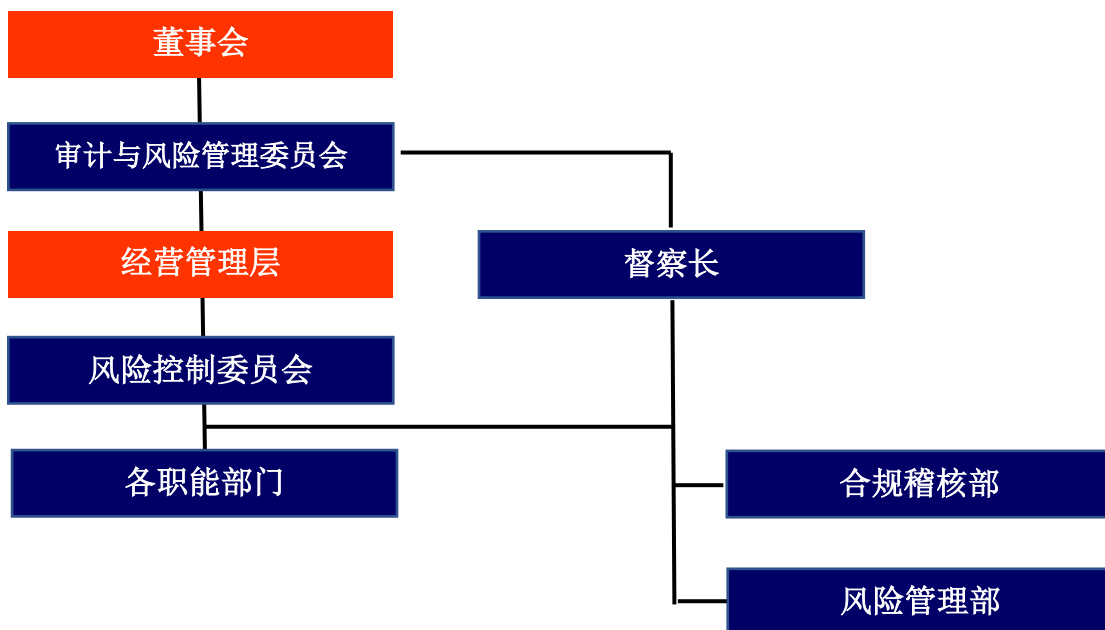 董事会
审计与风险管理委员会
经营管理层
督察长
风险控制委员会
各职能部门
合规稽核部
风险管理部